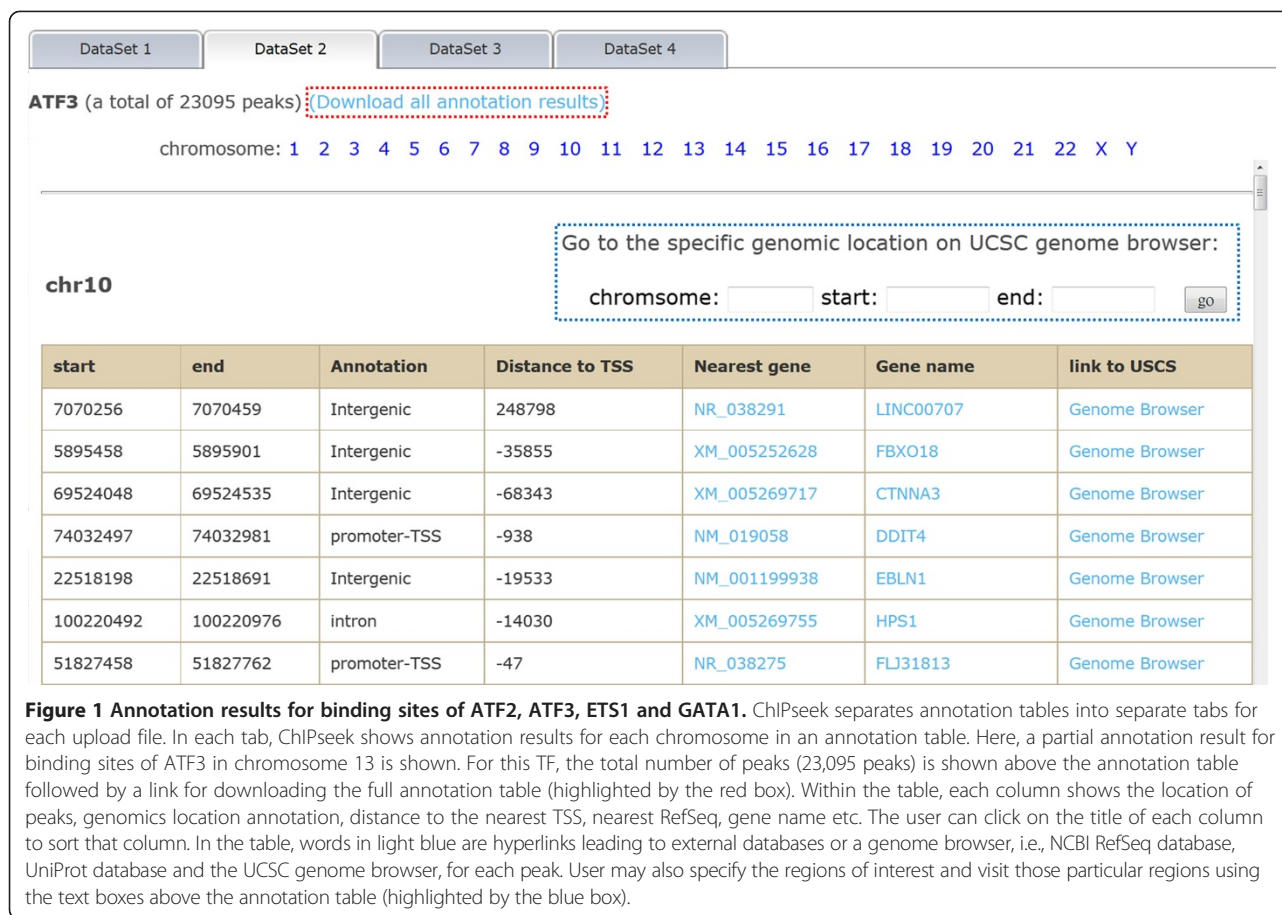 DataSet 1 DataSet 2 DataSet 3 DataSet 4
ATF3 (a total of 23095 peaks) (Download all annotation results)
chromosome: 1 2 3 4 5 6 7 8 9 10 11 12 13 14 15 16 17 18 19 20 21 22 X Y
Go to the specific genomic location on UCSC genome browser:
chr10
chromsome: start: end: go
start end Annotation Distance to TSS Nearest gene Gene name link to USCS
7070256 7070459 Intergenic 248798 NR_038291 LINC00707 Genome Browser
5895458 5895901 Intergenic -35855 XM_005252628 FBXO18 Genome Browser
69524048 69524535 Intergenic -68343 XM_005269717 CTNNA3 Genome Browser
74032497 74032981 promoter-TSS -938 NM_019058 DDIT4 Genome Browser
22518198 22518691 Intergenic -19533 NM_001199938 EBLN1 Genome Browser
100220492 100220976 intron -14030 XM_005269755 HPS1 Genome Browser
51827458 51827762 promoter-TSS -47 NR_038275 FLJ31813 Genome Browser
Figure 1 Annotation results for binding sites of ATF2, ATF3, ETS1 and GATA1. ChIPseek separates annotation tables into separate tabs for
each upload file. In each tab, ChIPseek shows annotation results for each chromosome in an annotation table. Here, a partial annotation result for
binding sites of ATF3 in chromosome 13 is shown. For this TF, the total number of peaks (23,095 peaks) is shown above the annotation table
followed by a link for downloading the full annotation table (highlighted by the red box). Within the table, each column shows the location of
peaks, genomics location annotation, distance to the nearest TSS, nearest RefSeq, gene name etc. The user can click on the title of each column
to sort that column. In the table, words in light blue are hyperlinks leading to external databases or a genome browser, i.e., NCBI RefSeq database,
UniProt database and the UCSC genome browser, for each peak. User may also specify the regions of interest and visit those particular regions using
the text boxes above the annotation table (highlighted by the blue box).